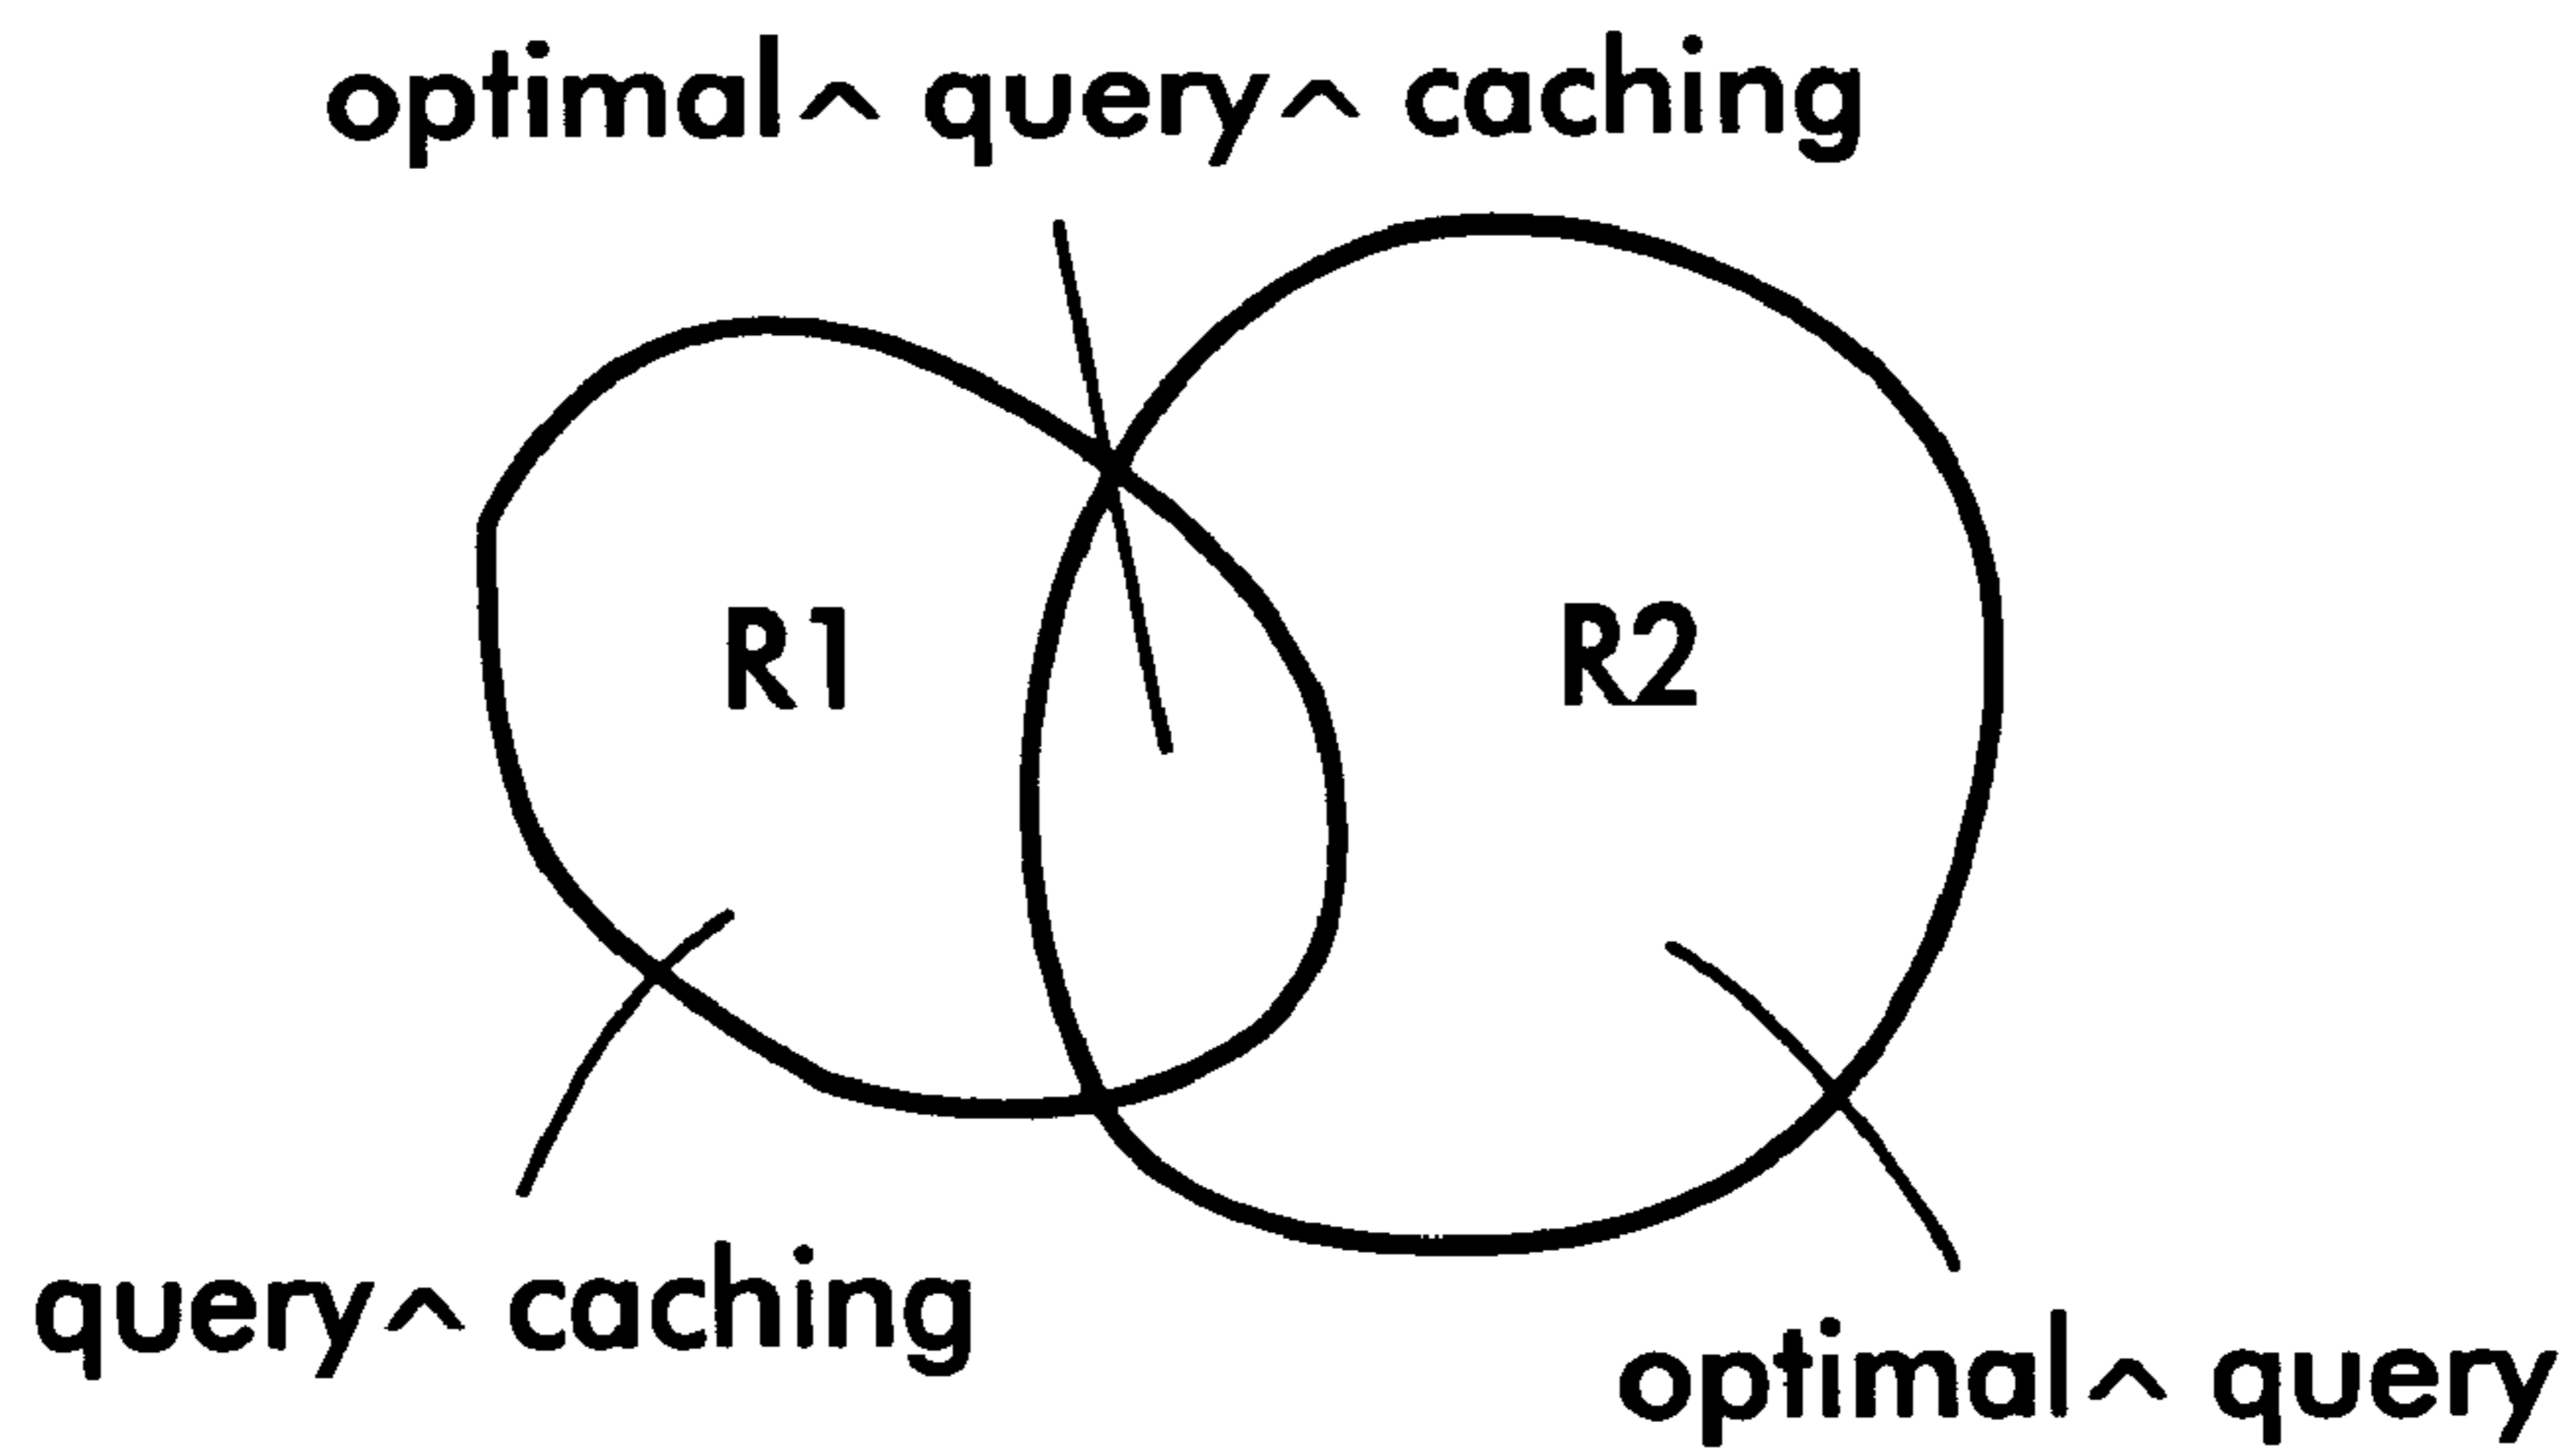 optimal ^ query ^ caching
R1
R2
query ^ caching
optimal ^ query